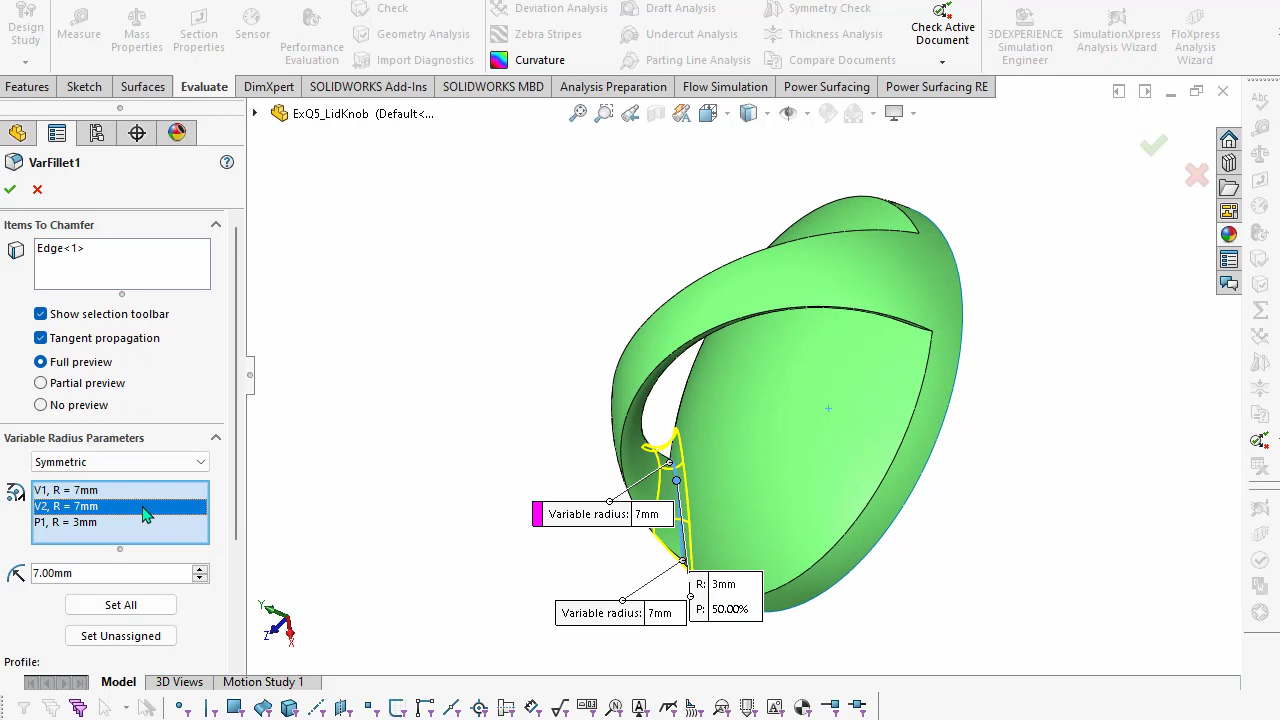 Design Study
Measure
Mass Properties
Section Properties
Sensor
Performance Evaluation
Check
Geometry Analysis
Import Diagnostics
Deviation Analysis
Zebra Stripes
Curvature
Draft Analysis
Undercut Analysis
Parting Line Analysis
Symmetry Check
Thickness Analysis
Compare Documents
Check Active Document
3DEXPERIENCE Simulation Engineer
SimulationXpress Analysis Wizard
FloXpress Analysis Wizard
Features
Sketch
Surfaces
Evaluate
DimXpert
SOLIDWORKS Add-Ins
SOLIDWORKS MBD
Analysis Preparation
Flow Simulation
Power Surfacing
Power Surfacing RE
ExQ5_LidKnob (Default<...
VarFillet1
Items To Chamfer
Edge<1>
Show selection toolbar
Tangent propagation
Full preview
Partial preview
No preview
Variable Radius Parameters
Symmetric
V1, R = 7mm
V2, R = 7mm
P1, R = 3mm
7.00mm
Set All
Set Unassigned
Profile:
Variable radius: 7mm
R: 3mm
P: 50.00%
Variable radius: 7mm
Y
Z
X
Model
3D Views
Motion Study 1